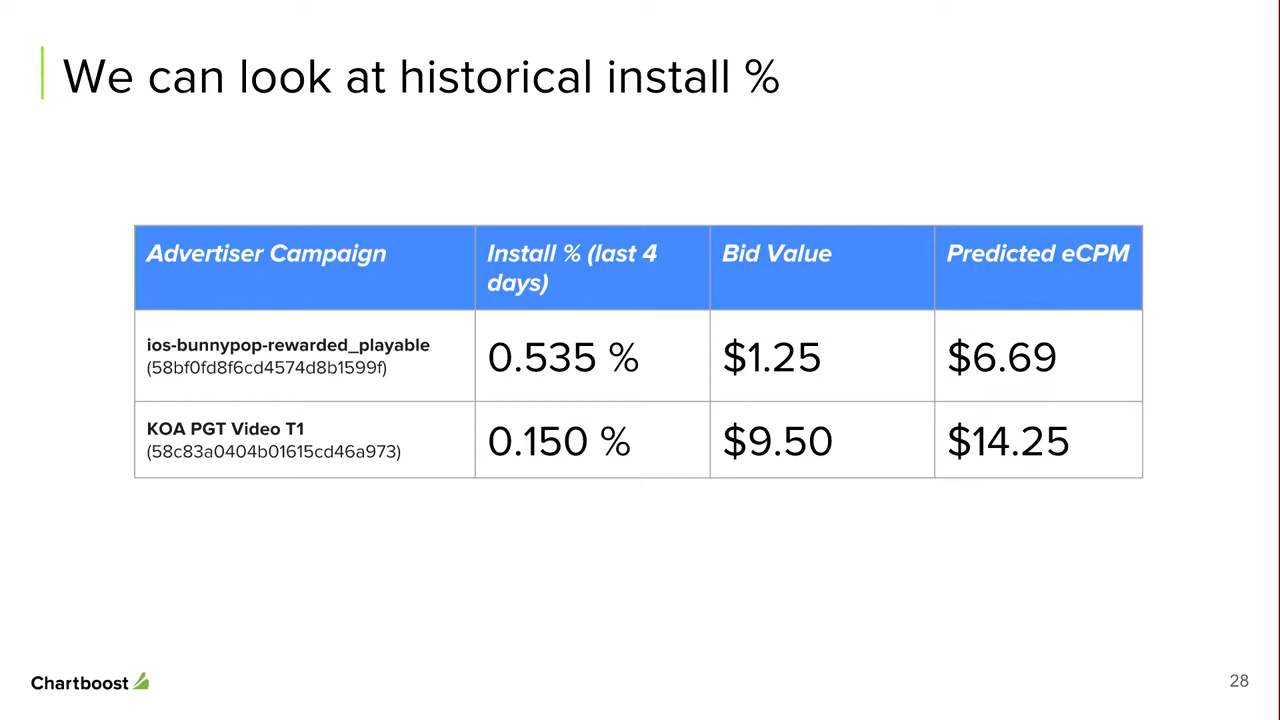 We can look at historical install %
Advertiser Campaign
Install % (last 4
days)
Bid Value
Predicted eCPM
ios-bunnypop-rewarded_playable
(58bf0fd8f6cd4574d8b1599f)
0.535 %
$1.25
$6.69
KOA PGT Video T1
(58c83a0404b01615cd46a973)
0.150 %
$9.50
$14.25
Chartboost
28